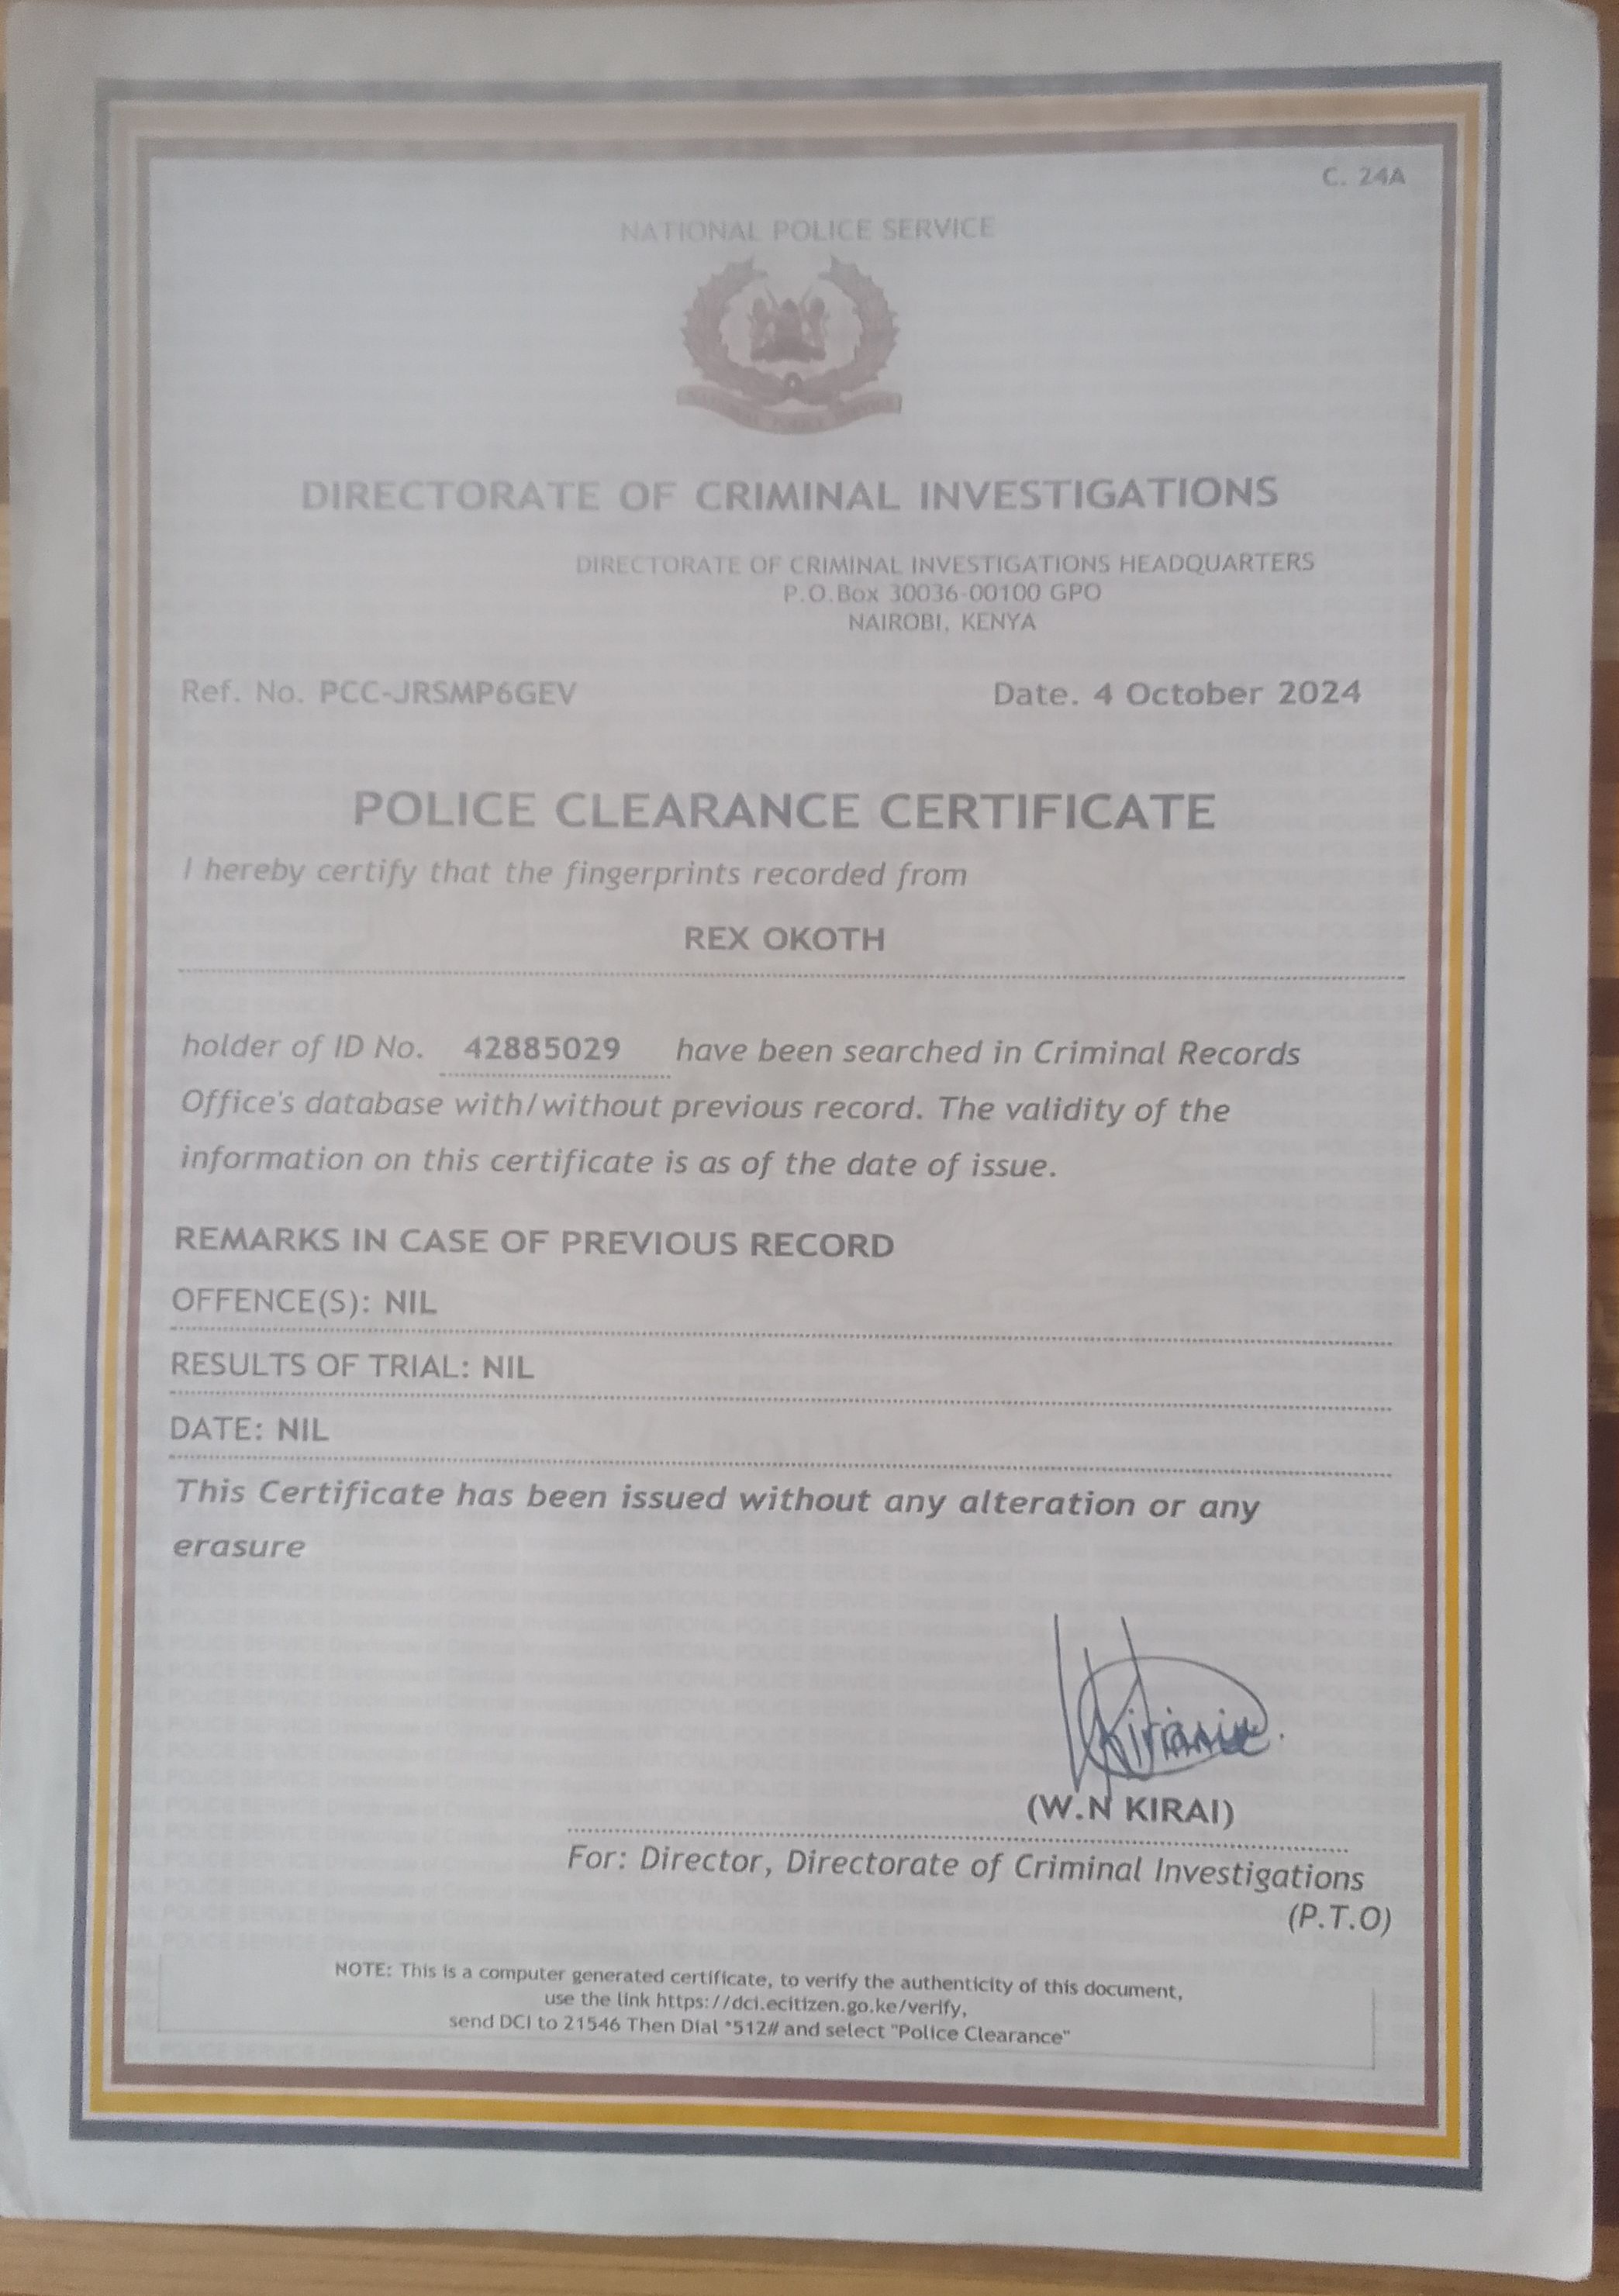 C. 24A
NATIONAL POLICE SERVICE
DIRECTORATE OF CRIMINAL INVESTIGATIONS
DIRECTORATE OF CRIMINAL INVESTIGATIONS HEADQUARTERS
P.O.Box 30036-00100 GPO
NAIROBI, KENYA
Ref. No. PCC-JRSMP6GEV Date. 4 October 2024
POLICE CLEARANCE CERTIFICATE
I hereby certify that the fingerprints recorded from
REX OKOTH
holder of ID No. 42885029 have been searched in Criminal Records
Office's database with/without previous record. The validity of the
information on this certificate is as of the date of issue.
REMARKS IN CASE OF PREVIOUS RECORD
OFFENCE(S): NIL
RESULTS OF TRIAL: NIL
DATE: NIL
This Certificate has been issued without any alteration or any
erasure
(W.N KIRAI)
For: Director, Directorate of Criminal Investigations
(P.T.O)
NOTE: This is a computer generated certificate, to verify the authenticity of this document,
use the link https://dci.ecitizen.go.ke/verify,
send DCI to 21546 Then Dial *512# and select "Police Clearance"